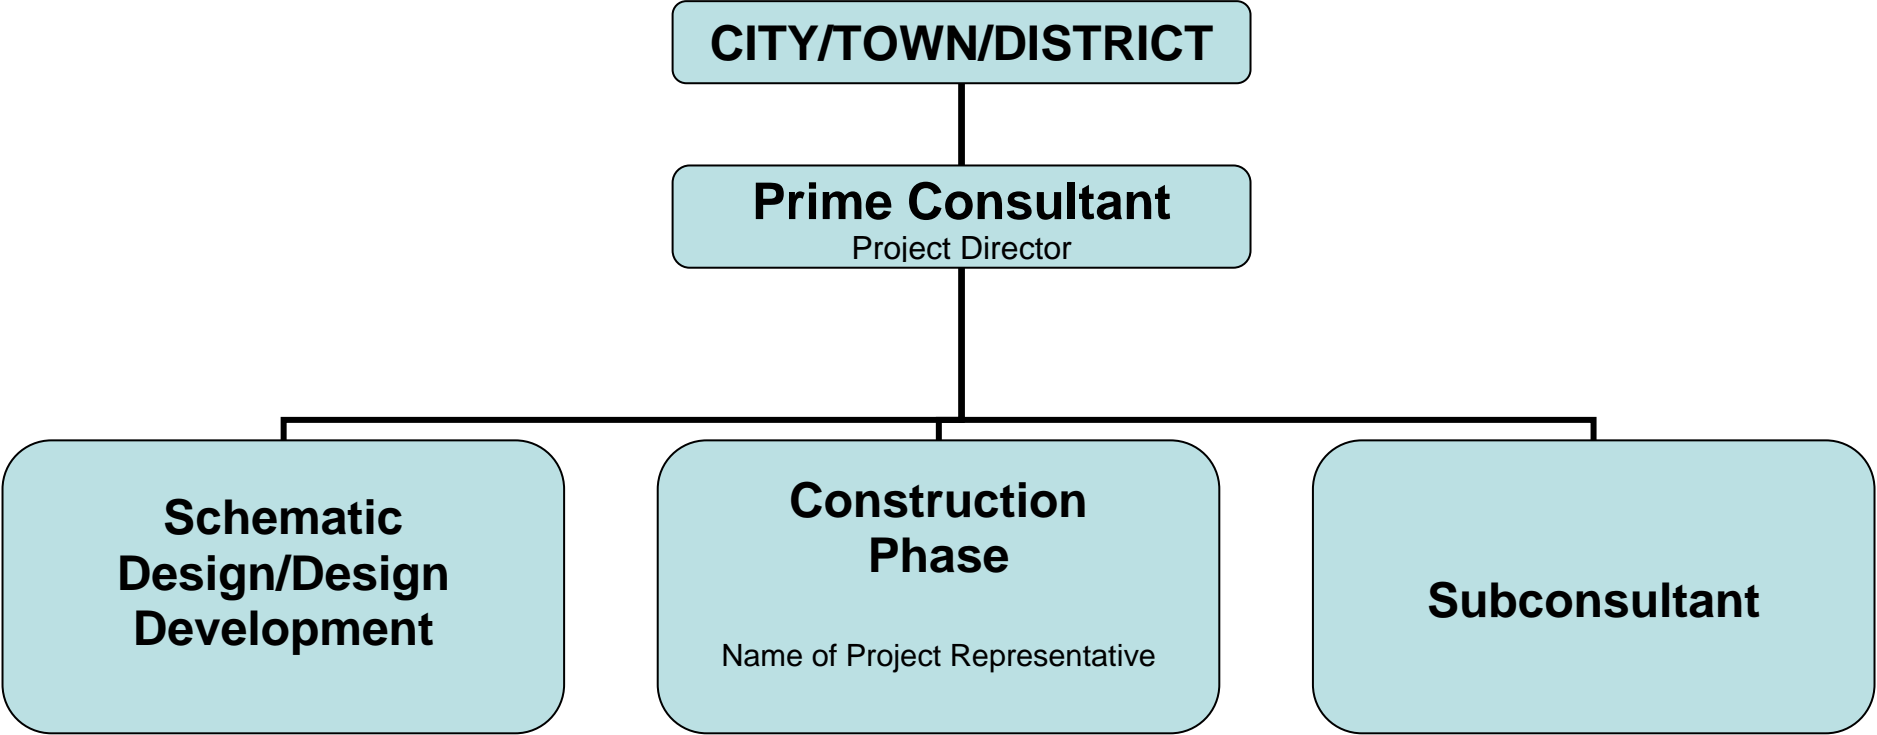 CITY/TOWN/DISTRICT
Prime Consultant
Project Director
Schematic
Design/Design
Development
Construction
Phase
Name of Project Representative
Subconsultant